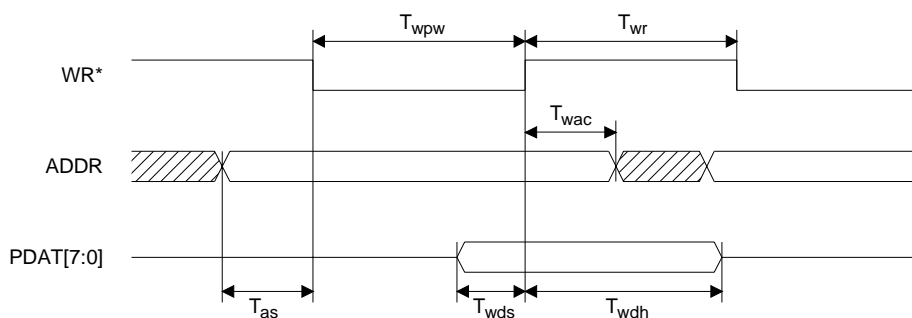 Twpw Twr
WR*
Twac
ADDR
PDAT[7:0]
Tas Twds Twdh